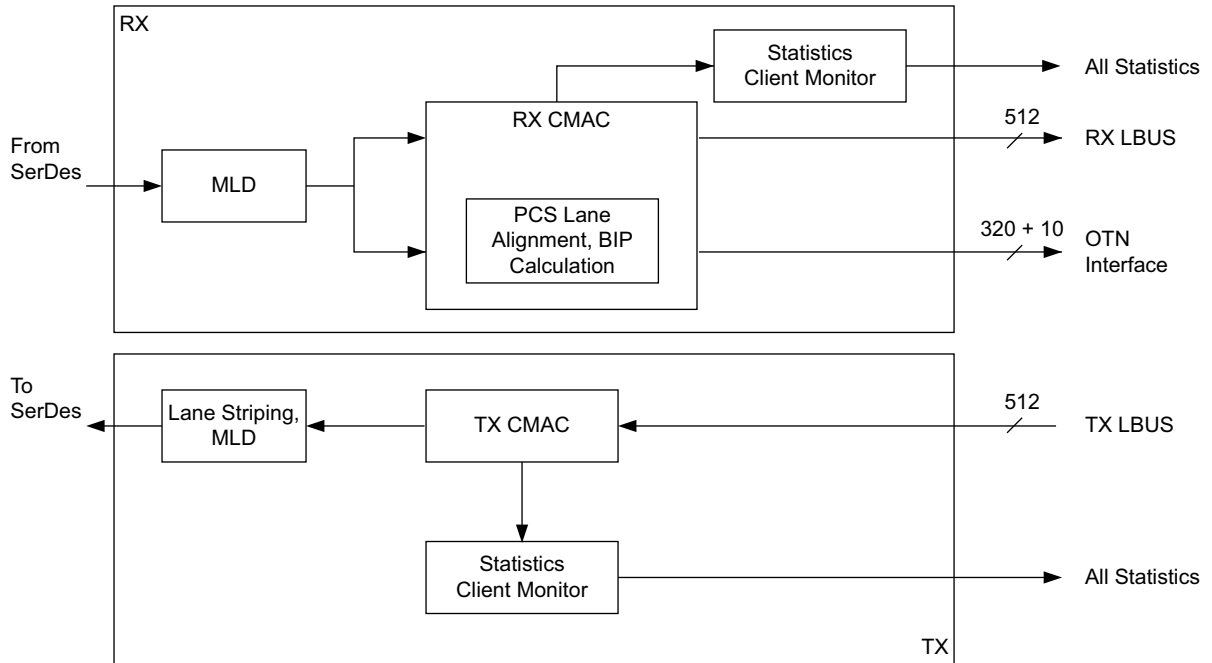 RX
Statistics
Client Monitor
All Statistics
RX CMAC
512
RX LBUS
From
SerDes
MLD
PCS Lane
Alignment, BIP
Calculation
320 + 10
OTN
Interface
To
SerDes
Lane Striping,
MLD
TX CMAC
512
TX LBUS
Statistics
Client Monitor
All Statistics
TX